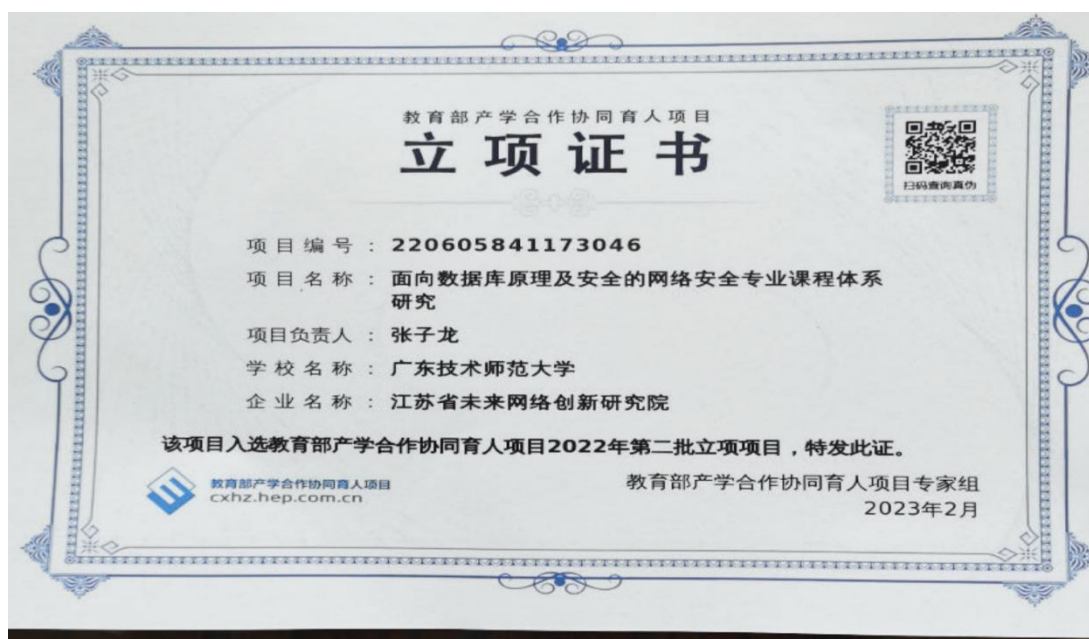 教育部产学合作协同育人项目
立项证书
扫码查询真伪
项目编号：220605841173046
项目名称：面向数据库原理及安全的网络安全专业课程体系
研究
项目负责人：张子龙
学校名称：广东技术师范大学
企业名称：江苏省未来网络创新研究院
该项目入选教育部产学合作协同育人项目2022年第二批立项项目，特发此证。
教育部产学合作协同育人项目
cxhz.hep.com.cn
教育部产学合作协同育人项目专家组
2023年2月